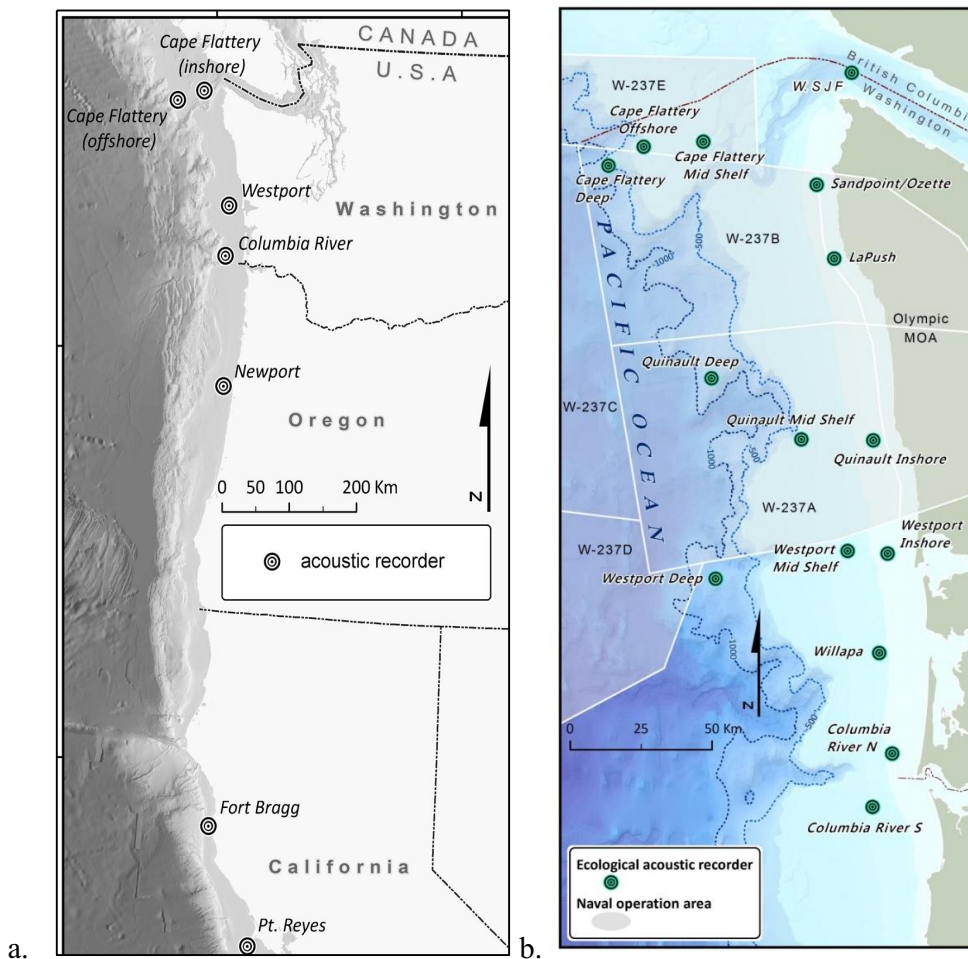 CANADA
U.S.A
Cape Flattery
(inshore)
Cape Flattery
(offshore)
Westport
Washington
Columbia River
Newport
Oregon
0 50 100 200 Km
N
acoustic recorder
Fort Bragg
California
Pt. Reyes
a.
British Columbia
Washington
W.SJF
W-237E
Cape Flattery
Offshore
Cape Flattery
Mid Shelf
Cape Flattery
Deep
Sandpoint/Ozette
-500
W-237B
-1000
LaPush
PACIFIC OCEAN
Olympic
MOA
Quinault Deep
W-237C
Quinault Mid Shelf
-500
-1000
Quinault Inshore
W-237A
Westport
Inshore
W-237D
Westport
Mid Shelf
Westport Deep
Willapa
-1000
N
-500
0 25 50 Km
Columbia
River N
Columbia River S
Ecological acoustic recorder
Naval operation area
b.